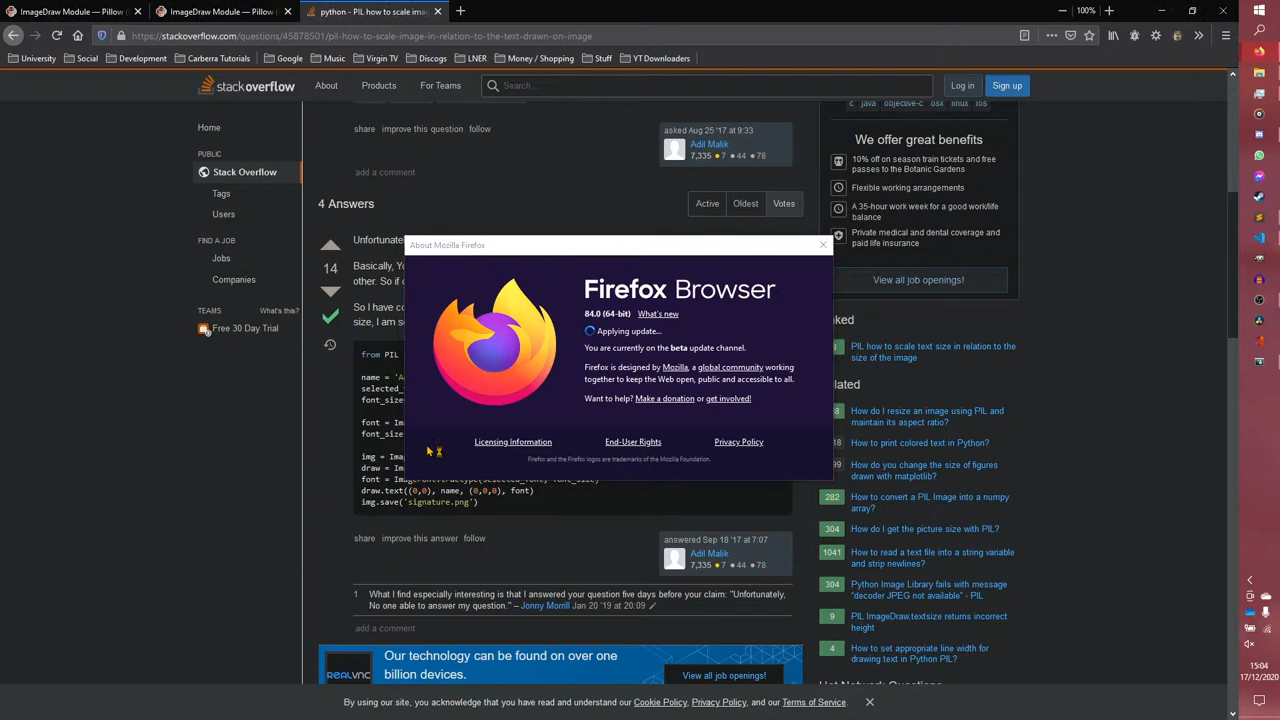 ImageDraw Module — Pillow (
ImageDraw Module — Pillow (
python - PIL how to scale ima
100%
https://stackoverflow.com/questions/45878501/pil-how-to-scale-image-in-relation-to-the-text-drawn-on-image
University
Social
Development
Carberra Tutorials
Google
Music
Virgin TV
Discogs
LNER
Money / Shopping
Stuff
YT Downloaders
stackoverflow
About
Products
For Teams
Search...
Log in
Sign up
Home
PUBLIC
Stack Overflow
Tags
Users
FIND A JOB
Jobs
Companies
TEAMS
What's this?
Free 30 Day Trial
share improve this question follow
asked Aug 25 '17 at 9:33
Adil Malik
7,335 7 44 78
add a comment
4 Answers
Active
Oldest
Votes
14
Unfortunate
Basically, Yo
other. So if c
So I have co
size, I am s
from PIL
name = 'A
selected_
font_size
font = Ima
font_size
img = Imag
draw = Ima
draw.text((0,0), name, (0,0,0), font)
img.save('signature.png')
share improve this answer follow
answered Sep 18 '17 at 7:07
Adil Malik
7,335 7 44 78
1 What I find especially interesting is that I answered your question five days before your claim: "Unfortunately,
No one able to answer my question." – Jonny Morrill Jan 20 '19 at 20:09
add a comment
REALVNC
Our technology can be found on over one
billion devices.
View all job openings!
About Mozilla Firefox
Firefox Browser
84.0 (64-bit) What's new
Applying update...
You are currently on the beta update channel.
Firefox is designed by Mozilla, a global community working
together to keep the Web open, public and accessible to all.
Want to help? Make a donation or get involved!
Licensing Information
End-User Rights
Privacy Policy
Firefox and the Firefox logos are trademarks of the Mozilla Foundation.
c java objective-c osx linux ios
We offer great benefits
10% off on season train tickets and free
passes to the Botanic Gardens
Flexible working arrangements
A 35-hour work week for a good work/life
balance
Private medical and dental coverage and
paid life insurance
View all job openings!
inked
PIL how to scale text size in relation to the
size of the image
elated
How do I resize an image using PIL and
maintain its aspect ratio?
How to print colored text in Python?
How do you change the size of figures
drawn with matplotlib?
282 How to convert a PIL Image into a numpy
array?
304 How do I get the picture size with PIL?
1041 How to read a text file into a string variable
and strip newlines?
304 Python Image Library fails with message
"decoder JPEG not available" - PIL
9 PIL ImageDraw.textsize returns incorrect
height
4 How to set appropriate line width for
drawing text in Python PIL?
Hot Network Questions
By using our site, you acknowledge that you have read and understand our Cookie Policy, Privacy Policy, and our Terms of Service.
15:04
17/12/2020